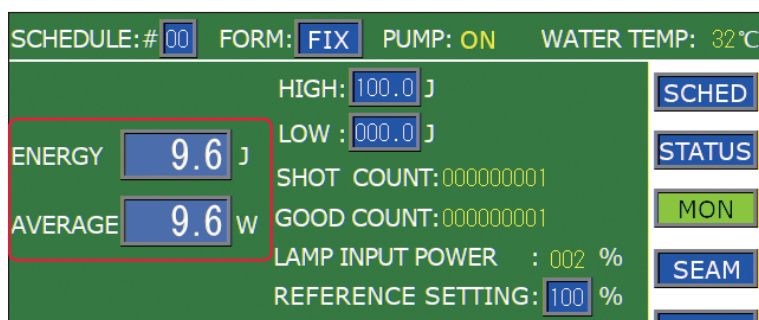 SCHEDULE:# 00 FORM: FIX PUMP: ON WATER TEMP: 32℃
HIGH: 100.0 J
LOW : 000.0 J
ENERGY 9.6 J
SHOT COUNT:000000001
AVERAGE 9.6 W
GOOD COUNT:000000001
LAMP INPUT POWER : 002 %
REFERENCE SETTING: 100 %
SCHED
STATUS
MON
SEAM